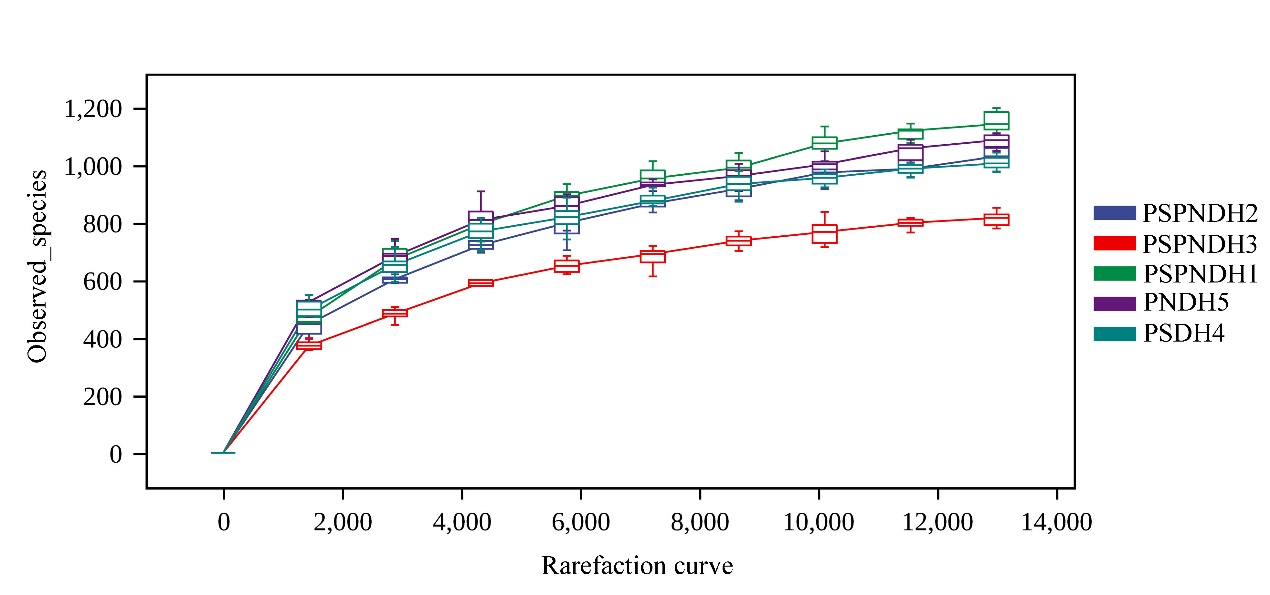 Observed_species
1,200
1,000
800
600
400
200
0
0 2,000 4,000 6,000 8,000 10,000 12,000 14,000
Rarefaction curve
PSPNDH2
PSPNDH3
PSPNDH1
PNDH5
PSDH4